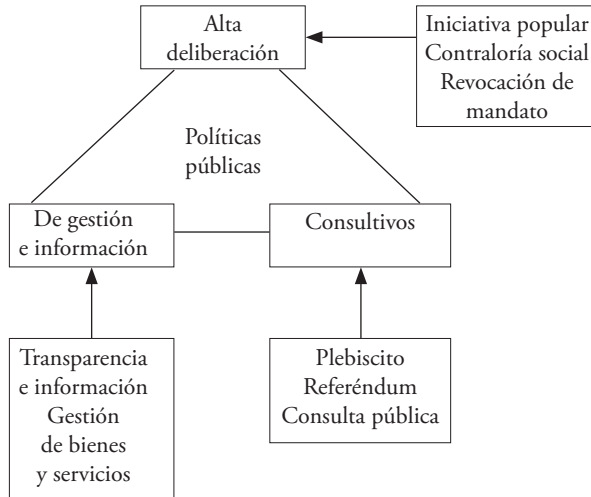 Alta
deliberación
Iniciativa popular
Contraloría social
Revocación de
mandato
Políticas
públicas
De gestión
e información
Consultivos
Transparencia
e información
Gestión
de bienes
y servicios
Plebiscito
Referéndum
Consulta pública